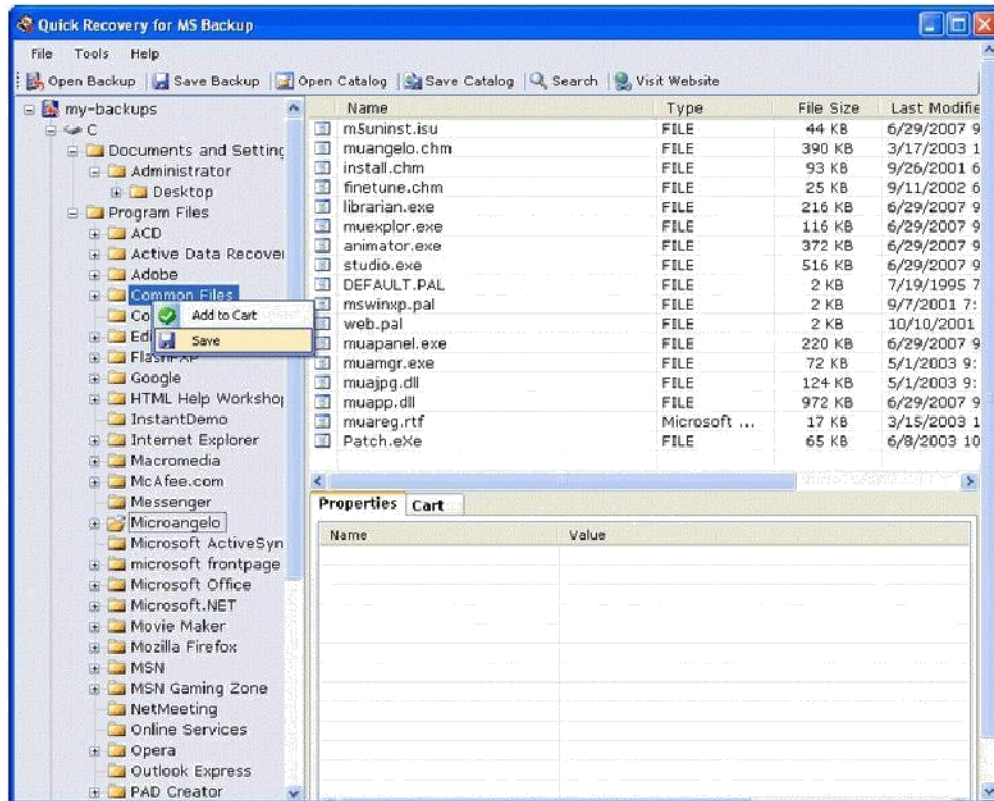 Quick Recovery for MS Backup
File Tools Help
Open Backup Save Backup Open Catalog Save Catalog Search Visit Website
my-backups
C
Documents and Setting
Administrator
Desktop
Program Files
ACD
Active Data Recover
Adobe
Common Files
Co
Edi
FlashFXP
Google
HTML Help Workshop
InstantDemo
Internet Explorer
Macromedia
McAfee.com
Messenger
Microangelo
Microsoft ActiveSyn
microsoft frontpage
Microsoft Office
Microsoft.NET
Movie Maker
Mozilla Firefox
MSN
MSN Gaming Zone
NetMeeting
Online Services
Opera
Outlook Express
PAD Creator
Add to Cart
Save
Name Type File Size Last Modifie
m5uninst.isu FILE 44 KB 6/29/2007 9
muangelo.chm FILE 390 KB 3/17/2003 1
install.chm FILE 93 KB 9/26/2001 6
finetune.chm FILE 25 KB 9/11/2002 6
librarian.exe FILE 216 KB 6/29/2007 9
muexplor.exe FILE 116 KB 6/29/2007 9
animator.exe FILE 372 KB 6/29/2007 9
studio.exe FILE 516 KB 6/29/2007 9
DEFAULT.PAL FILE 2 KB 7/19/1995 7
mswinxp.pal FILE 2 KB 9/7/2001 7:
web.pal FILE 2 KB 10/10/2001
muapanel.exe FILE 220 KB 6/29/2007 9
muamgr.exe FILE 72 KB 5/1/2003 9:
muajpg.dll FILE 124 KB 5/1/2003 9:
muapp.dll FILE 972 KB 6/29/2007 9
muareg.rtf Microsoft ... 17 KB 3/15/2003 1
Patch.eXe FILE 65 KB 6/8/2003 10
Properties Cart
Name Value